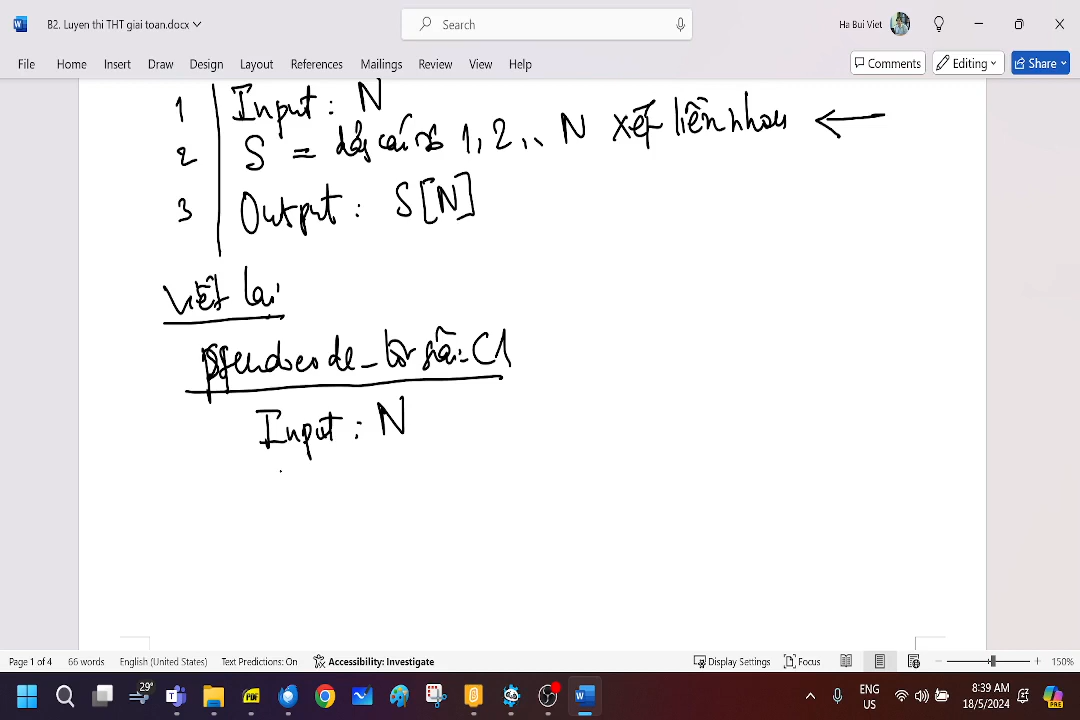 B2. Luyen thi THT giai toan.docx
Search
Ha Bui Viet
File Home Insert Draw Design Layout References Mailings Review View Help
Comments Editing Share
1 Input: N
2 S = dãy các số 1, 2 .. N xếp liền nhau
3 Output: S[N]
Viết lại
C1
Input: N
Page 1 of 4 66 words English (United States) Text Predictions: On Accessibility: Investigate Display Settings Focus 150%
29° PDF ENG US 8:39 AM 18/5/2024 PRE